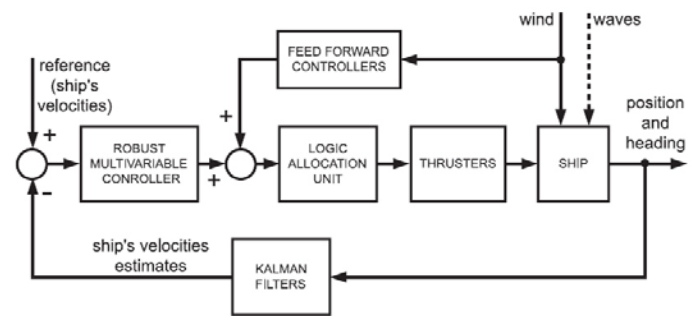 wind
waves
FEED FORWARD
CONTROLLERS
reference
(ship's
velocities)
position
and
heading
+
+
ROBUST
MULTIVARIABLE
CONROLLER
+
LOGIC
ALLOCATION
UNIT
THRUSTERS
SHIP
-
ship's velocities
estimates
KALMAN
FILTERS